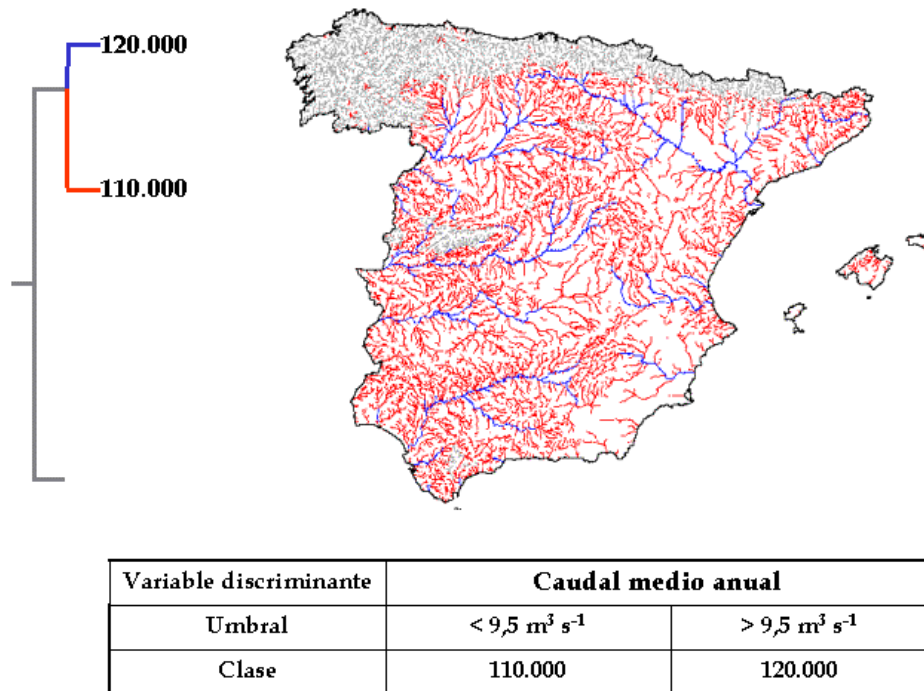 120.000
110.000
Variable discriminante Caudal medio anual
Umbral < 9,5 m³ s⁻¹ > 9,5 m³ s⁻¹
Clase 110.000 120.000